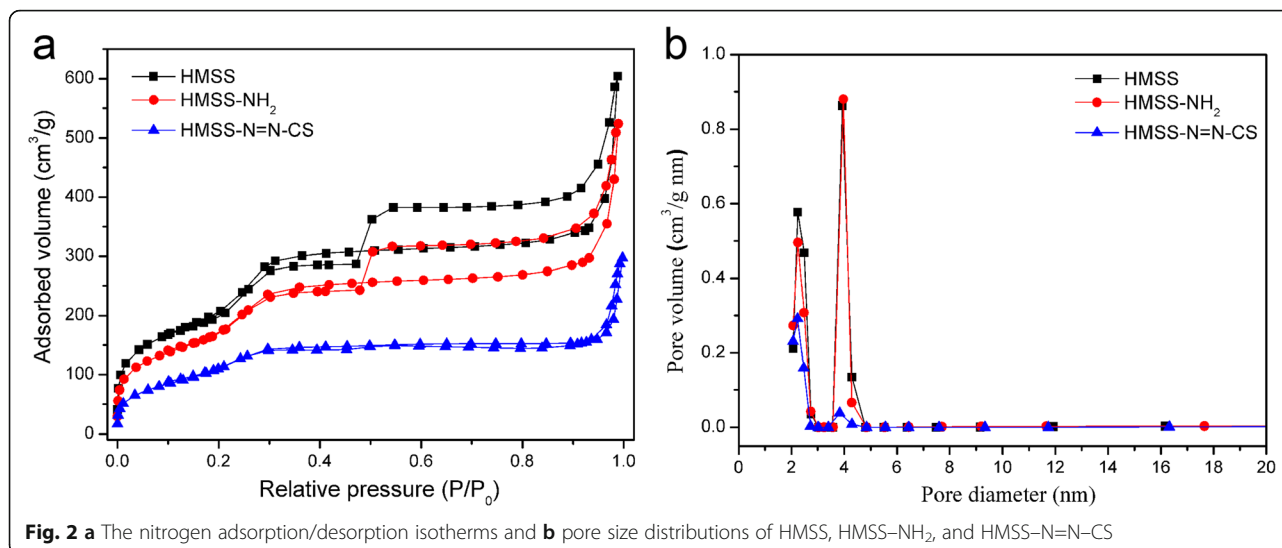 a
HMSS
HMSS-NH₂
HMSS-N=N-CS
600
500
400
300
200
100
0
Adsorbed volume (cm³/g)
0.0 0.2 0.4 0.6 0.8 1.0
Relative pressure (P/P₀)
b
HMSS
HMSS-NH₂
HMSS-N=N-CS
1.0
0.8
0.6
0.4
0.2
0.0
Pore volume (cm³/g nm)
0 2 4 6 8 10 12 14 16 18 20
Pore diameter (nm)
Fig. 2 a The nitrogen adsorption/desorption isotherms and b pore size distributions of HMSS, HMSS–NH₂, and HMSS–N=N–CS